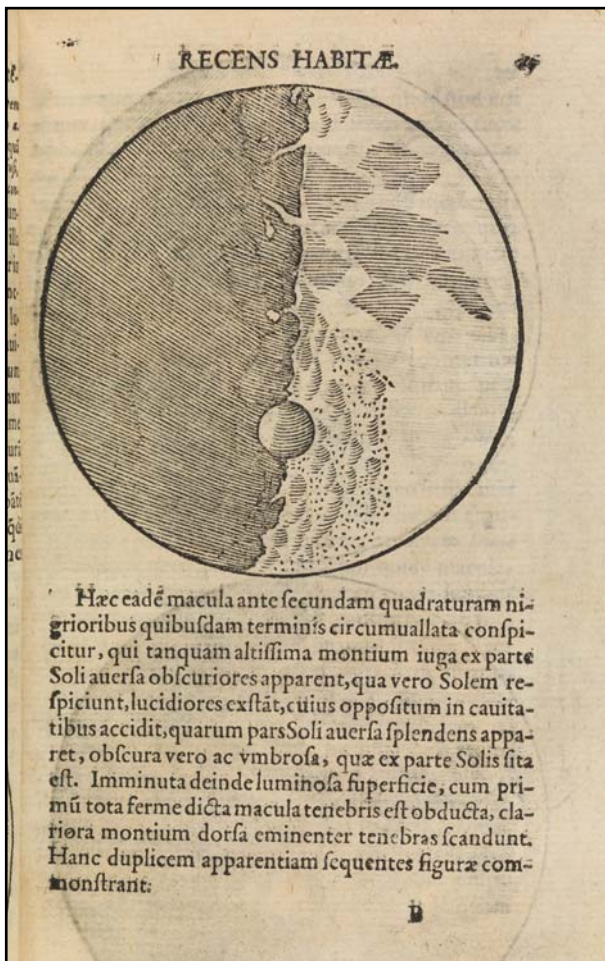 RECENS HABITÆ.
Hæc eadē macula ante ſecundam quadraturam ni-
grioribus quibuſdam terminis circumuallata conſpi-
citur, qui tanquam altiſſima montium iuga ex parte
Soli auerſa obſcuriores apparent, qua vero Solem re-
ſpiciunt, lucidiores exſtāt, cuius oppoſitum in cauita-
tibus accidit, quarum pars Soli auerſa ſplendens appa-
ret, obſcura vero ac vmbroſa, quæ ex parte Solis ſita
eſt. Imminuta deinde luminoſa ſuperficie, cum pri-
mū tota ferme dicta macula tenebris eſt obducta, cla-
riora montium dorſa eminenter tenebras ſcandunt.
Hanc duplicem apparentiam ſequentes figuræ com-
monſtrant.
B